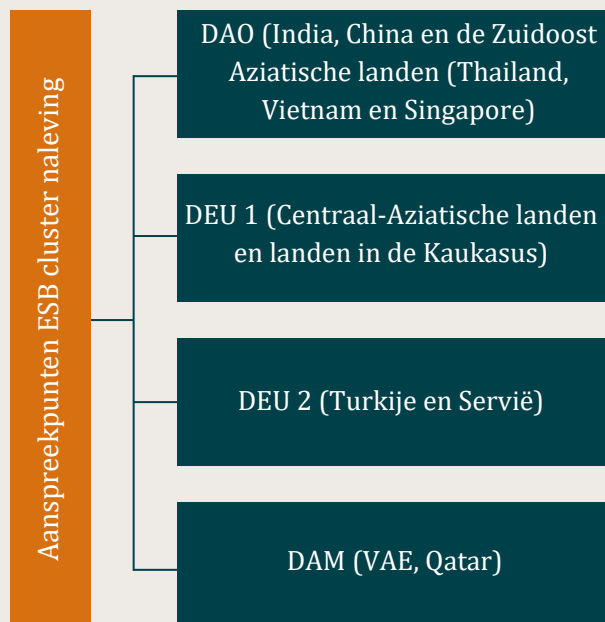 Aanspreekpunten ESB cluster naleving
DAO (India, China en de Zuidoost
Aziatische landen (Thailand,
Vietnam en Singapore)
DEU 1 (Centraal-Aziatische landen
en landen in de Kaukasus)
DEU 2 (Turkije en Servië)
DAM (VAE, Qatar)